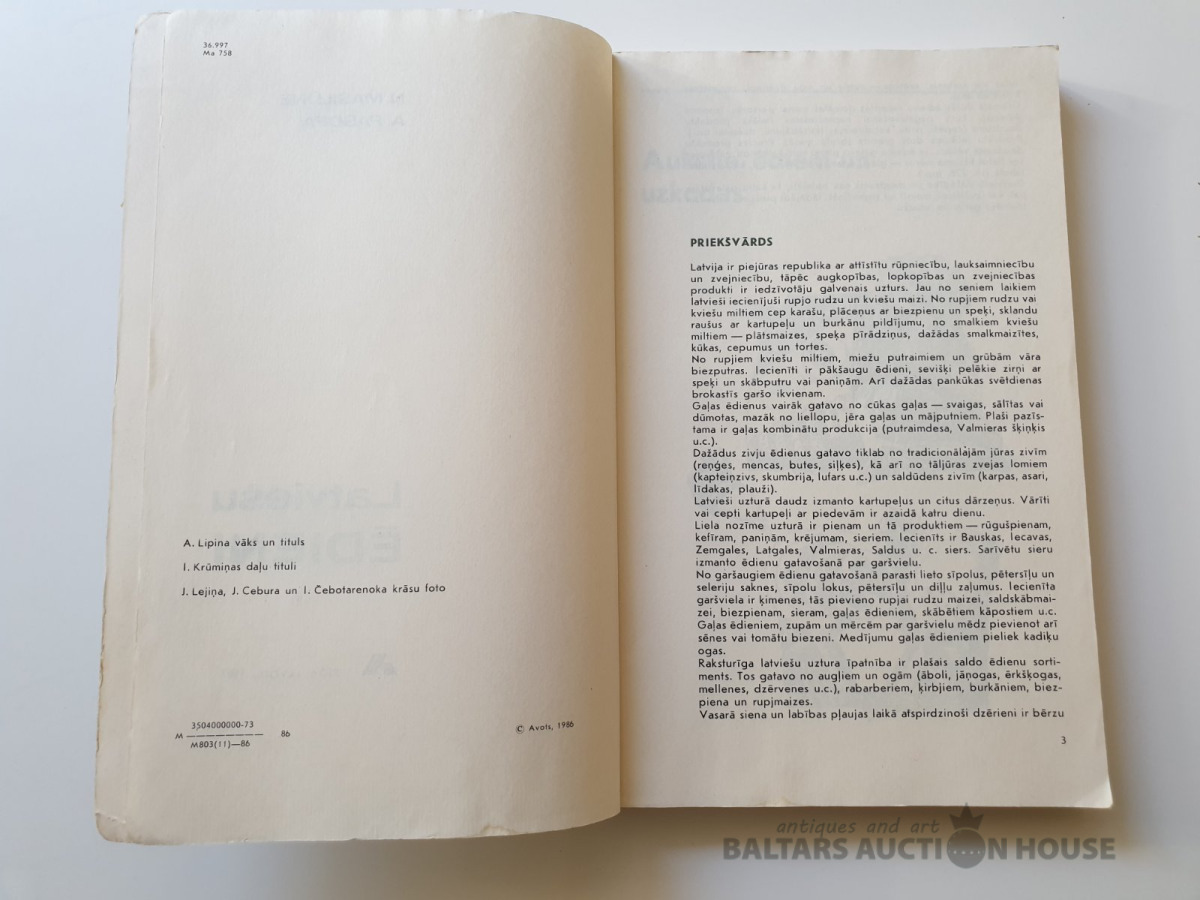 36.997
Ma 758
A. Lipina vāks un tituls
I. Krūmiņas daļu tituli
J. Lejiņa, J. Cebura un I. Čebotarenoka krāsu foto
3504000000-73
M ——————— 86
M803(11)—86
© Avots, 1986
PRIEKŠVĀRDS
Latvija ir piejūras republika ar attīstītu rūpniecību, lauksaimniecību
un zvejniecību, tāpēc augkopības, lopkopības un zvejniecības
produkti ir iedzīvotāju galvenais uzturs. Jau no seniem laikiem
latvieši iecienījuši rupjo rudzu un kviešu maizi. No rupjiem rudzu vai
kviešu miltiem cep karašu, plāceņus ar biezpienu un speķi, sklandu
raušus ar kartupeļu un burkānu pildījumu, no smalkiem kviešu
miltiem — plātsmaizes, speķa pīrādziņus, dažādas smalkmaizītes,
kūkas, cepumus un tortes.
No rupjiem kviešu miltiem, miežu putraimiem un grūbām vāra
biezputras. Iecienīti ir pākšaugu ēdieni, sevišķi pelēkie zirņi ar
speķi un skābputru vai paniņām. Arī dažādas pankūkas svētdienas
brokastīs garšo ikvienam.
Gaļas ēdienus vairāk gatavo no cūkas gaļas — svaigas, sālītas vai
dūmotas, mazāk no liellopu, jēra gaļas un mājputniem. Plaši pazīs-
tama ir gaļas kombinātu produkcija (putraimdesa, Valmieras šķiņķis
u.c.).
Dažādus zivju ēdienus gatavo tiklab no tradicionālajām jūras zivīm
(reņģes, mencas, butes, siļķes), kā arī no tāljūras zvejas lomiem
(kapteiņzivs, skumbrija, lufars u.c.) un saldūdens zivīm (karpas, asari,
līdakas, plauži).
Latvieši uzturā daudz izmanto kartupeļus un citus dārzeņus. Vārīti
vai cepti kartupeļi ar piedevām ir azaidā katru dienu.
Liela nozīme uzturā ir pienam un tā produktiem — rūgušpienam,
kefīram, paniņām, krējumam, sieriem. Iecienīts ir Bauskas, Iecavas,
Zemgales, Latgales, Valmieras, Saldus u. c. siers. Sarīvētu sieru
izmanto ēdienu gatavošanā par garšvielu.
No garšaugiem ēdienu gatavošanā parasti lieto sīpolus, pētersīļu un
seleriju saknes, sīpolu lokus, pētersīļu un diļļu zaļumus. Iecienīta
garšviela ir ķimenes, tās pievieno rupjai rudzu maizei, saldskābmai-
zei, biezpienam, sieram, gaļas ēdieniem, skābētiem kāpostiem u.c.
Gaļas ēdieniem, zupām un mērcēm par garšvielu mēdz pievienot arī
sēnes vai tomātu biezeni. Medījumu gaļas ēdieniem pieliek kadiķu
ogas.
Raksturīga latviešu uztura īpatnība ir plašais saldo ēdienu sorti-
ments. Tos gatavo no augļiem un ogām (āboli, jāņogas, ērkšķogas,
mellenes, dzērvenes u.c.), rabarberiem, ķirbjiem, burkāniem, biez-
piena un rupjmaizes.
Vasarā siena un labības pļaujas laikā atspirdzinoši dzērieni ir bērzu
3
antiques and art
BALTARS AUCTION HOUSE